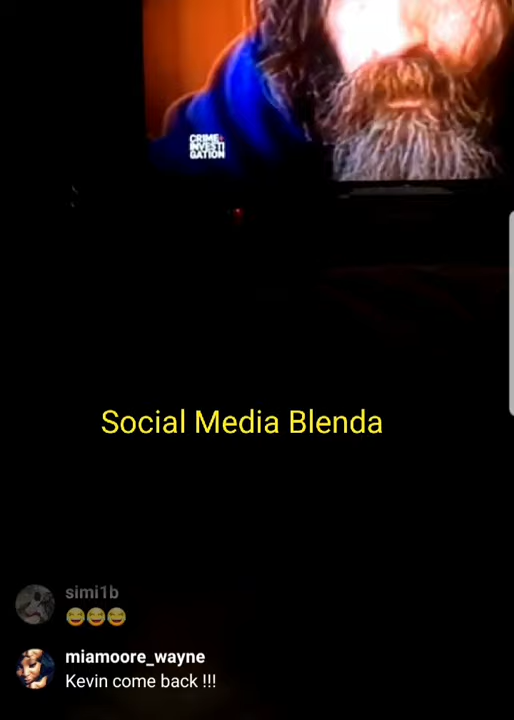 CRIME+
INVESTI
GATION
Social Media Blenda
simi1b
😂😂😂
miamoore_wayne
Kevin come back !!!